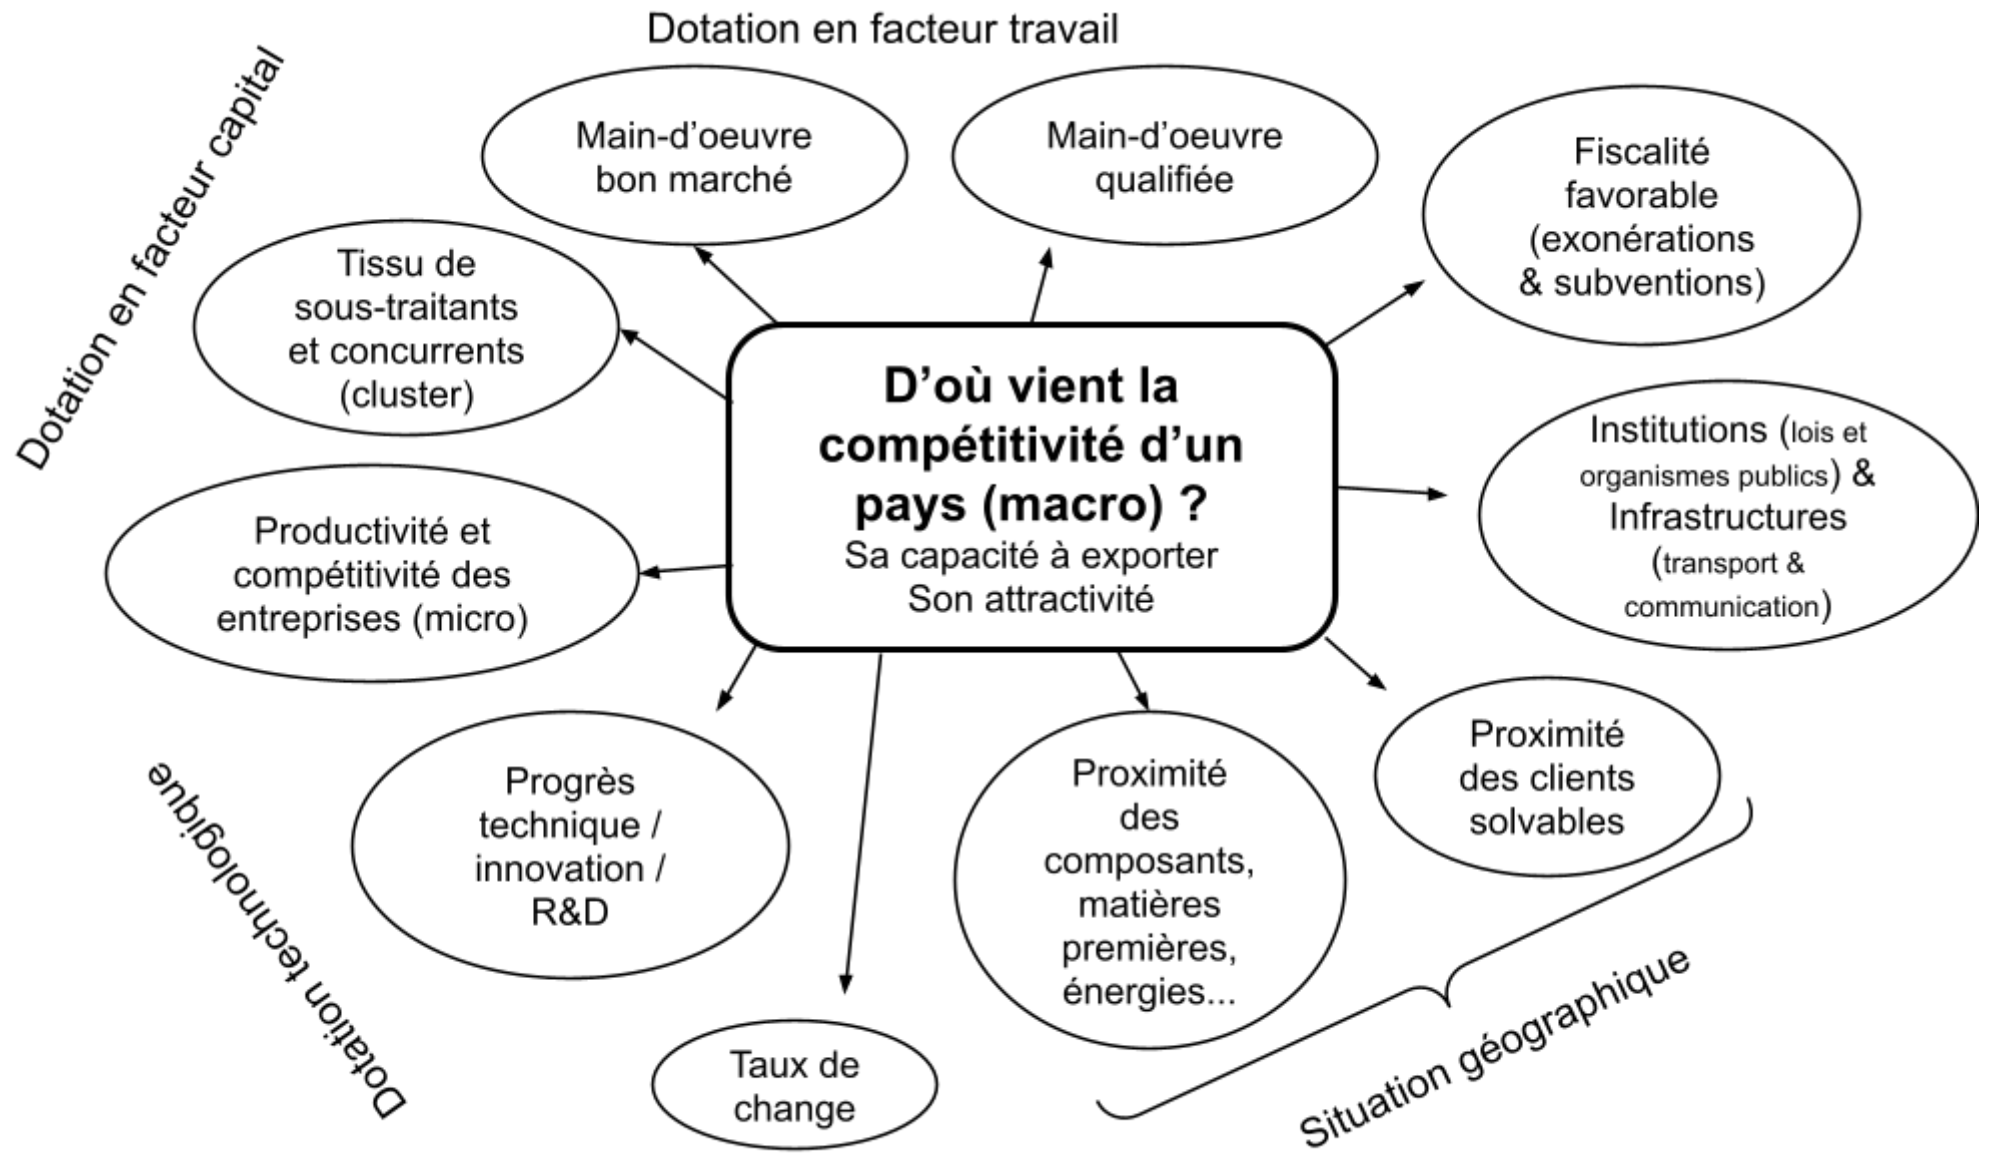 Dotation en facteur travail
Dotation en facteur capital
Main-d’oeuvre
bon marché
Main-d’oeuvre
qualifiée
Fiscalité
favorable
(exonérations
& subventions)
Tissu de
sous-traitants
et concurrents
(cluster)
D’où vient la
compétitivité d’un
pays (macro) ?
Sa capacité à exporter
Son attractivité
Institutions (lois et
organismes publics) &
Infrastructures
(transport &
communication)
Productivité et
compétitivité des
entreprises (micro)
Proximité
des clients
solvables
Progrès
technique /
innovation /
R&D
Proximité
des
composants,
matières
premières,
énergies...
Dotation technologique
Taux de
change
Situation géographique